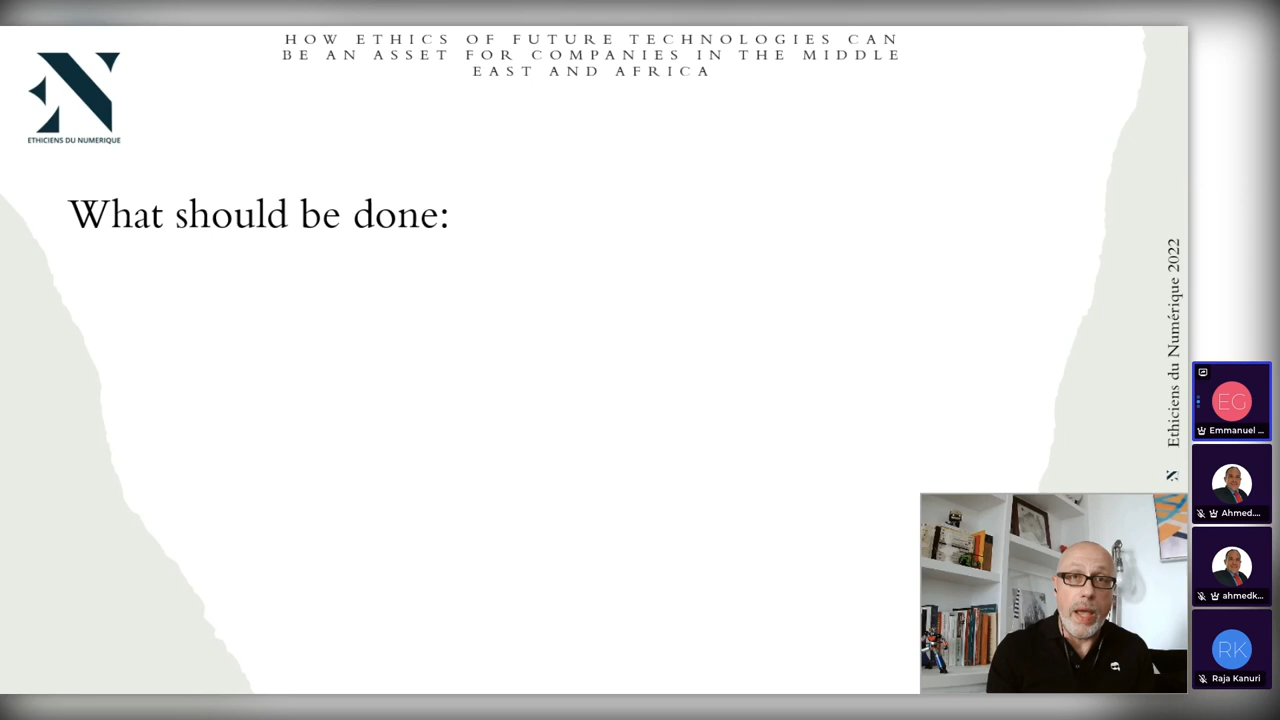 HOW ETHICS OF FUTURE TECHNOLOGIES CAN
BE AN ASSET FOR COMPANIES IN THE MIDDLE
EAST AND AFRICA
ETHICIENS DU NUMERIQUE
What should be done:
Ethiciens du Numérique 2022
EG
Emmanuel ...
Ahmed....
ahmedk...
RK
Raja Kanuri